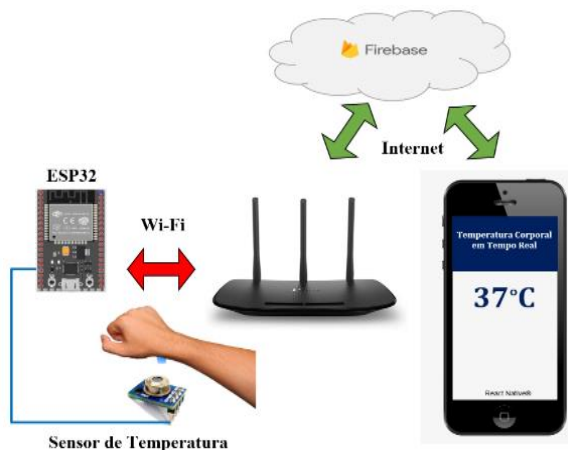 Firebase
Internet
ESP32
Wi-Fi
Temperatura Corporal
em Tempo Real
37°C
React Native®
Sensor de Temperatura